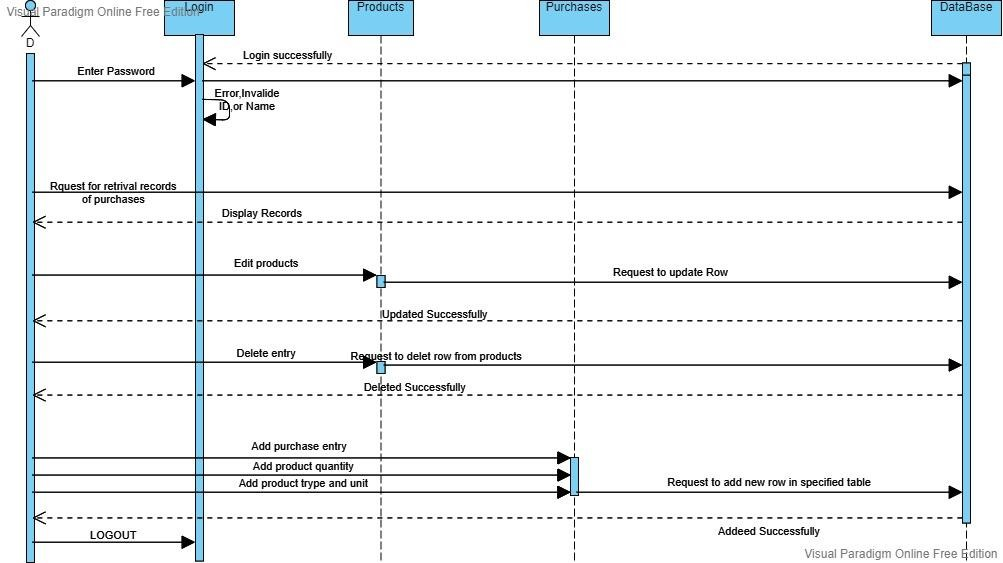 Visual Paradigm Online Free Edition
Login
Products
Purchases
DataBase
D
Login successfully
Enter Password
Error,Invalide
ID,or Name
Rquest for retrival records
of purchases
Display Records
Edit products
Request to update Row
Updated Successfully
Delete entry
Request to delet row from products
Deleted Successfully
Add purchase entry
Add product quantity
Add product trype and unit
Request to add new row in specified table
Addeed Successfully
LOGOUT
Visual Paradigm Online Free Edition